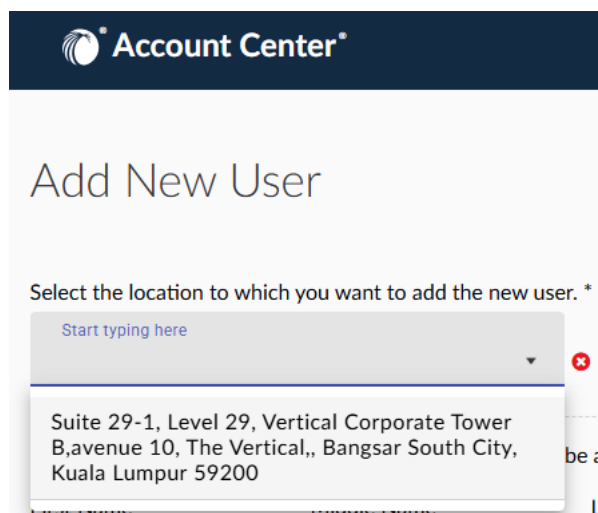 Account Center®
Add New User
Select the location to which you want to add the new user. *
Start typing here
Suite 29-1, Level 29, Vertical Corporate Tower
B,avenue 10, The Vertical,, Bangsar South City,
Kuala Lumpur 59200
be a